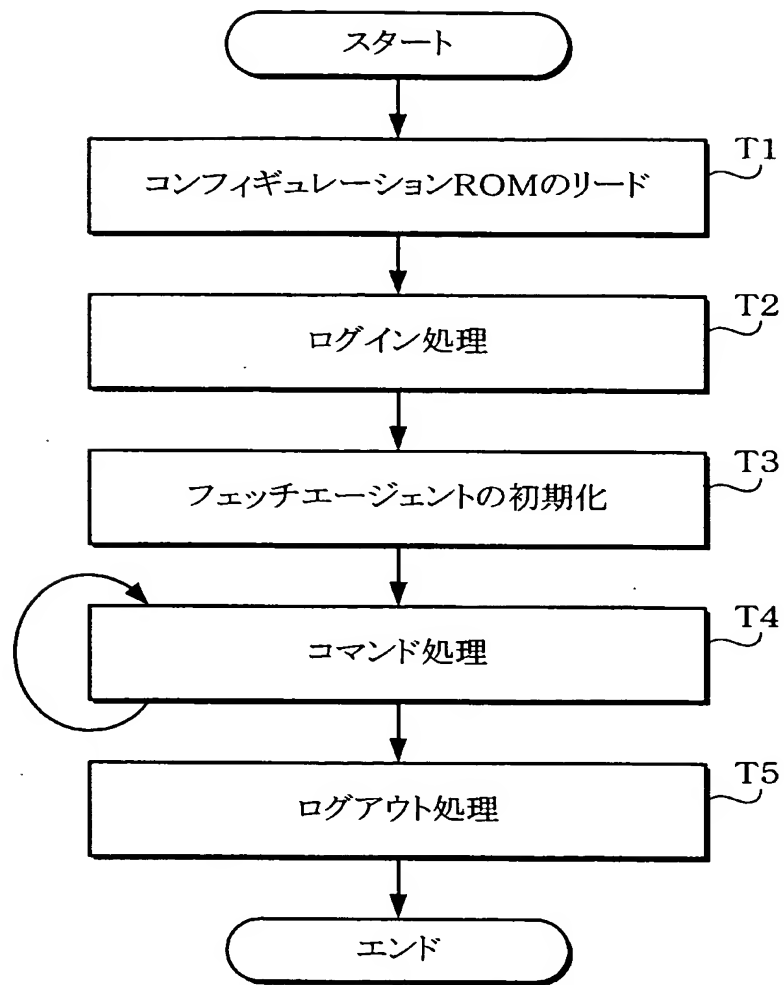 スタート
コンフィギュレーションROMのリード
T1
ログイン処理
T2
フェッチエージェントの初期化
T3
コマンド処理
T4
ログアウト処理
T5
エンド